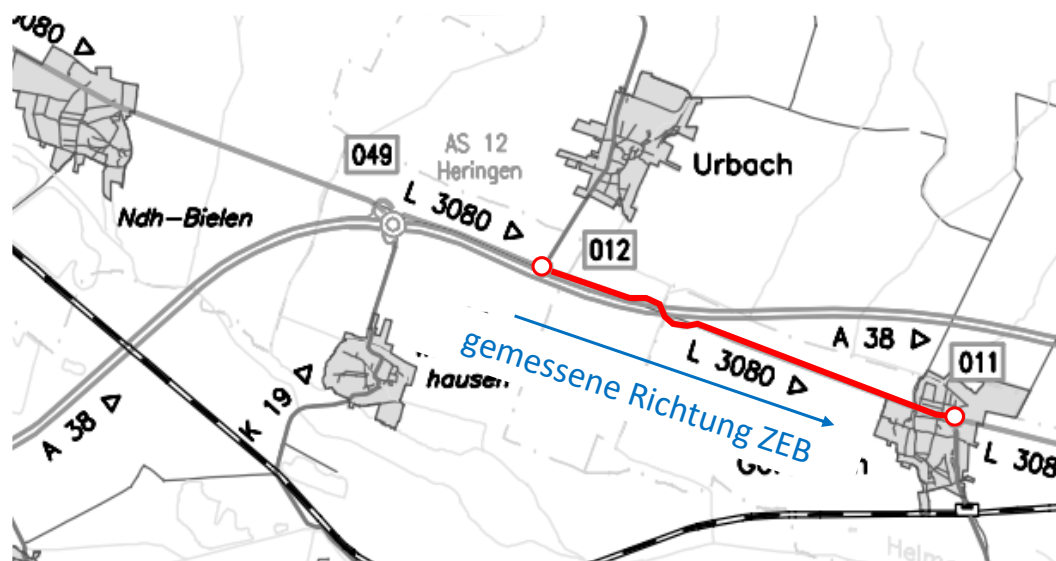 3080 ▷
Ndh-Bielen
049
AS 12
Heringen
L 3080 ▷
Urbach
012
gemessene Richtung ZEB
L 3080 ▷
A 38 ▷
011
hausen
K 19 ▷
A 38 ▷
L 308
Helm